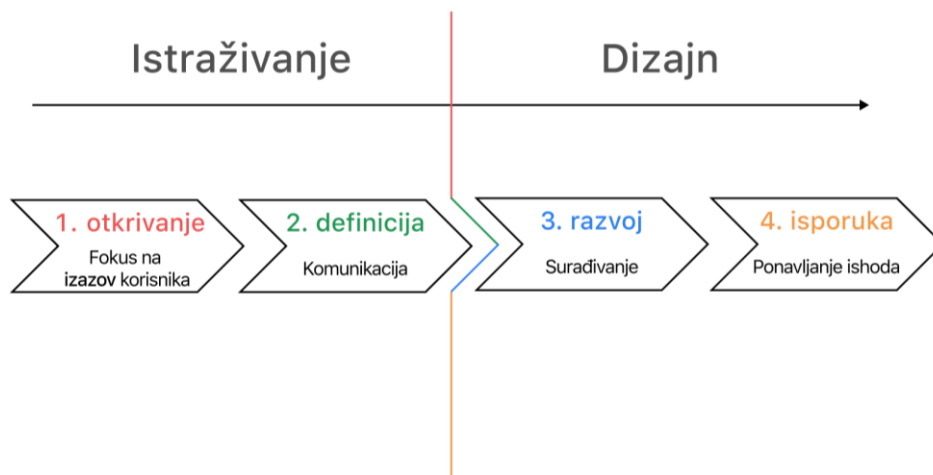 Istraživanje
Dizajn
1. otkrivanje
Fokus na
izazov korisnika
2. definicija
Komunikacija
3. razvoj
Surađivanje
4. isporuka
Ponavljanje ishoda